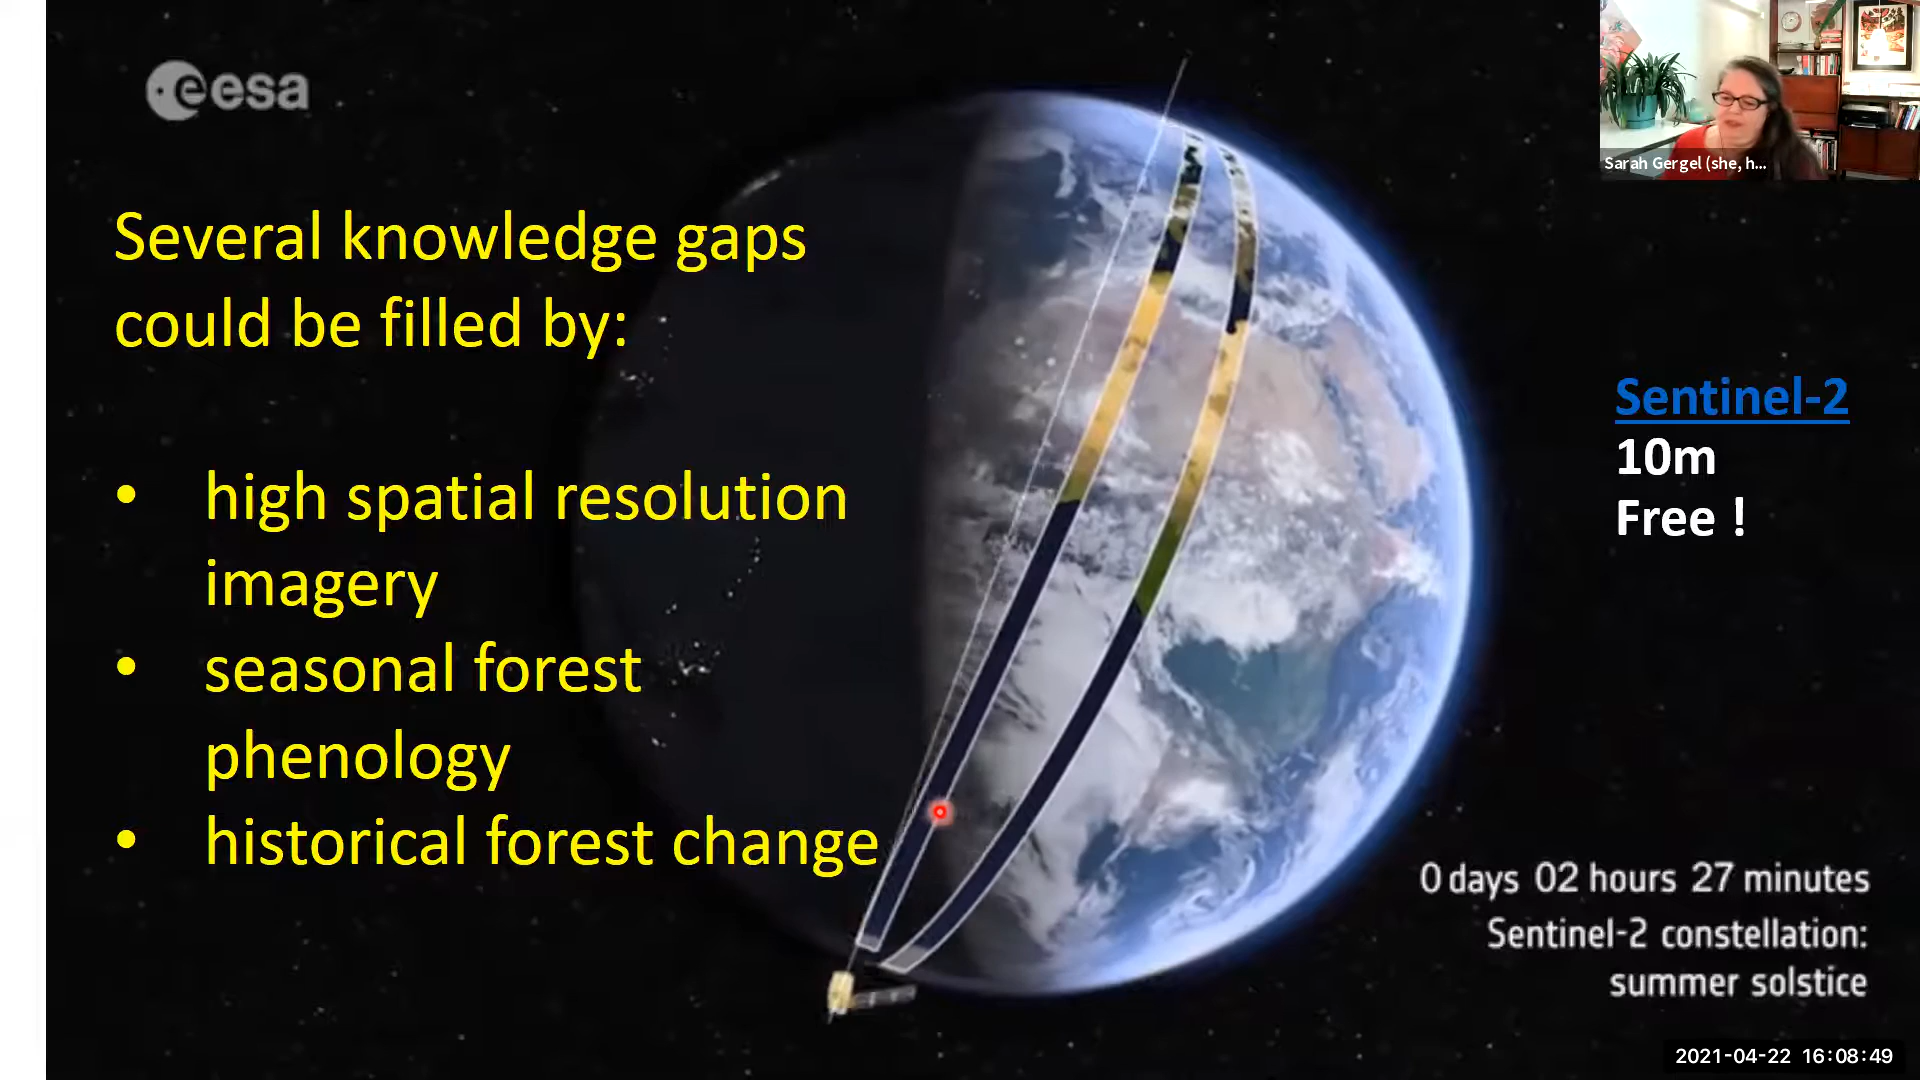 esa
Sarah Gergel (she, h...
Several knowledge gaps
could be filled by:
• high spatial resolution
imagery
• seasonal forest
phenology
• historical forest change
Sentinel-2
10m
Free !
0 days 02 hours 27 minutes
Sentinel-2 constellation:
summer solstice
2021-04-22 16:08:49